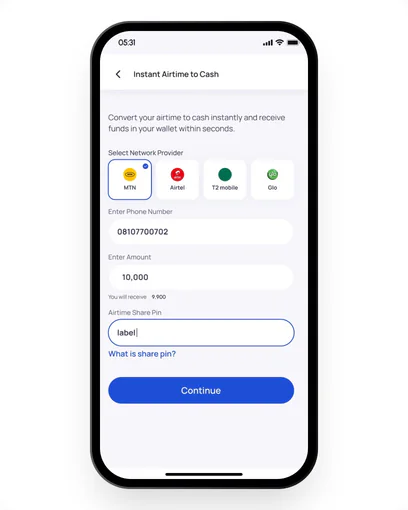 05:31
Instant Airtime to Cash
Convert your airtime to cash instantly and receive
funds in your wallet within seconds.
Select Network Provider
MTN
Airtel
T2 mobile
Glo
Enter Phone Number
08107700702
Enter Amount
10,000
You will receive 9,900
Airtime Share Pin
label
What is share pin?
Continue